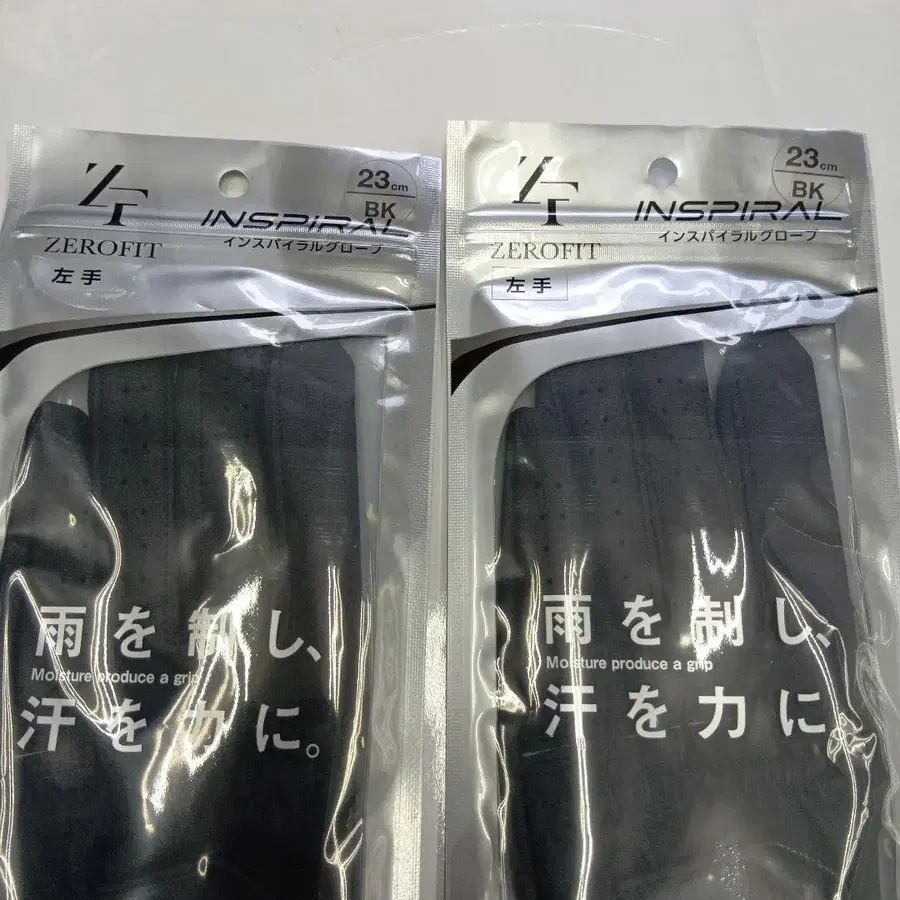 ZF
ZEROFIT
左手
23cm
BK
INSPIRAL
インスパイラルグローブ
雨を制し、
Moisture produce a grip
汗を力に。
ZF
ZEROFIT
左手
23cm
BK
INSPIRAL
インスパイラルグローブ
雨を制し、
Moisture produce a grip
汗を力に